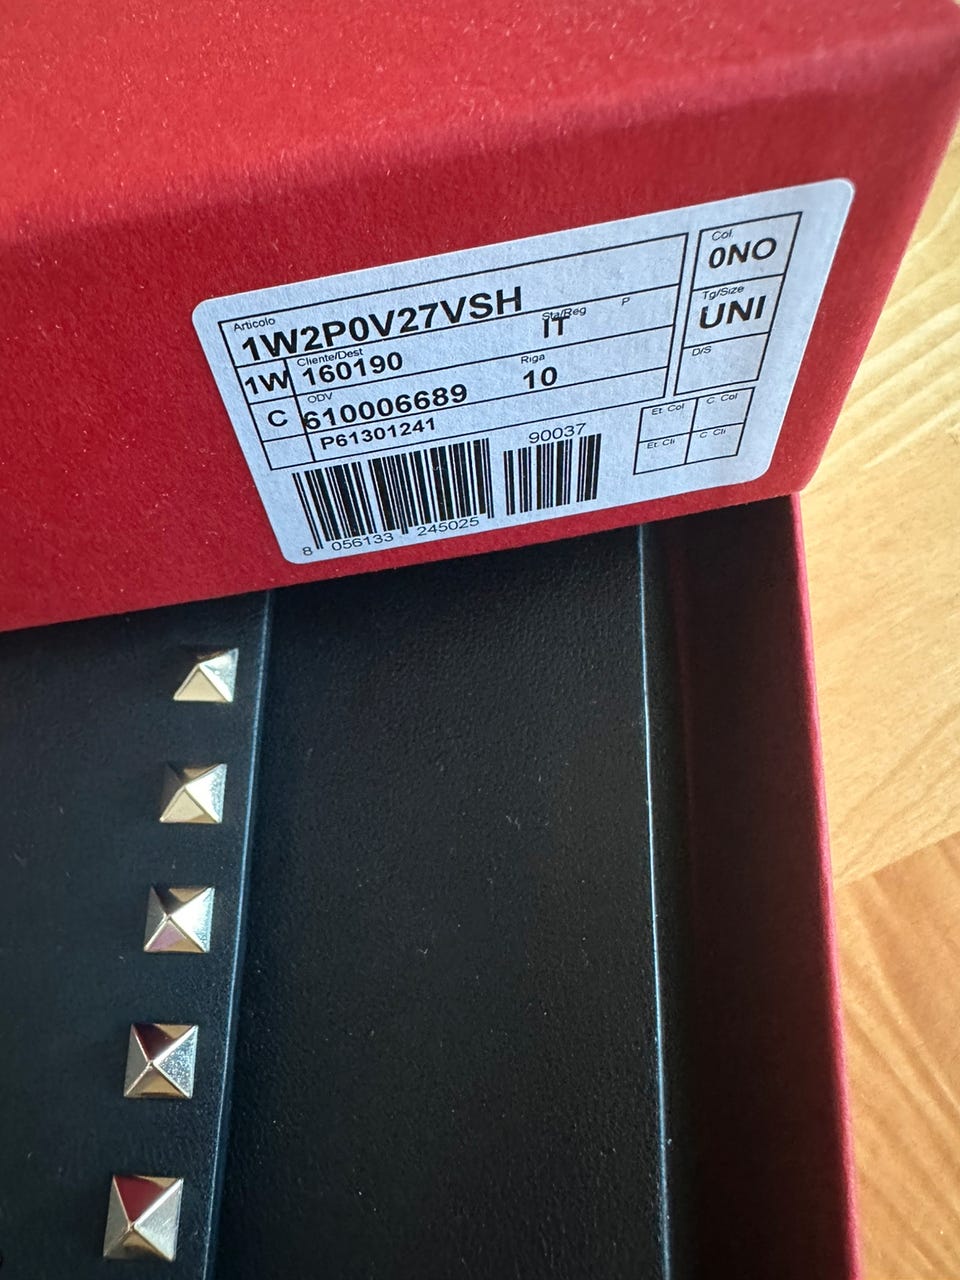 Articolo
1W2P0V27VSH
Sta/Reg
P
IT
1W
Cliente/Dest
160190
Riga
10
C
ODV
610006689
P61301241
90037
8 056133 245025
Col.
0NO
Tg/Size
UNI
D/S
Et Col
C Col
Et Cli
C Cli